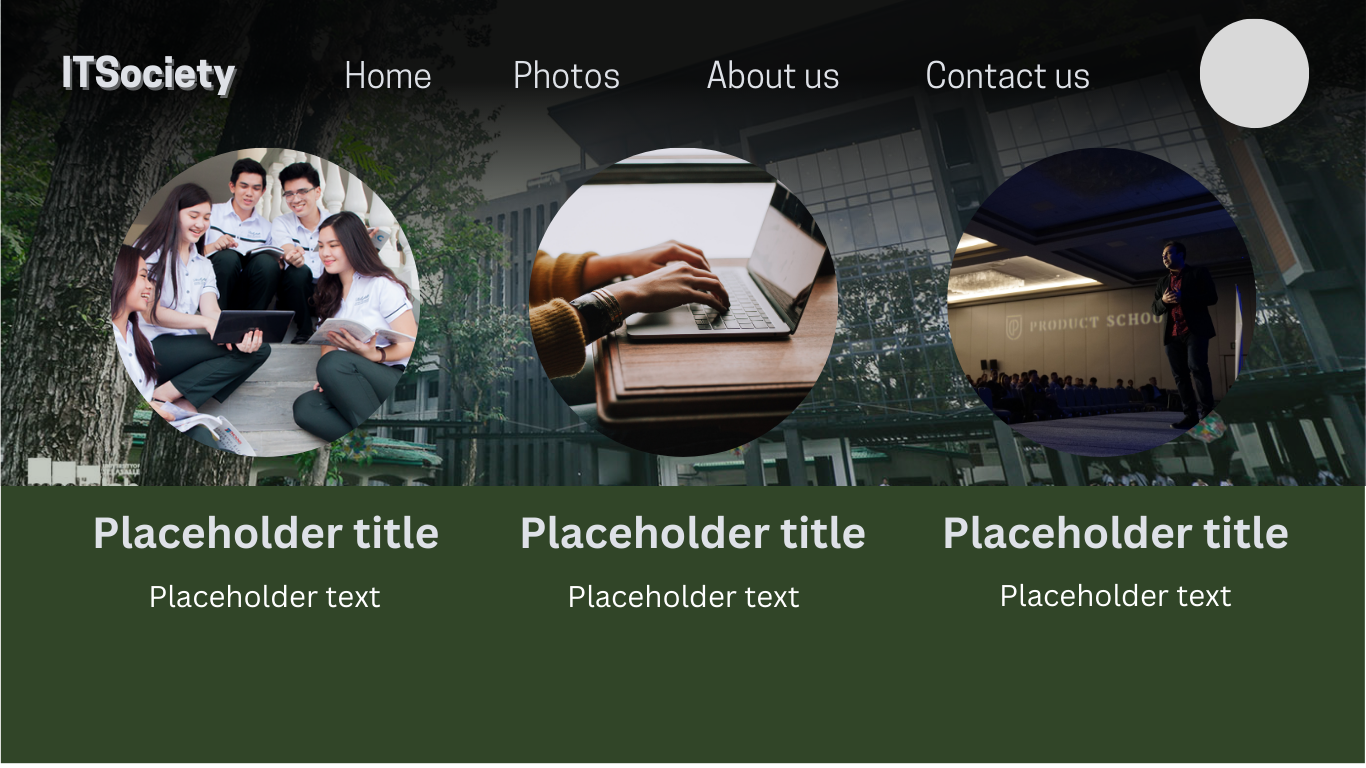 ITSociety
Home
Photos
About us
Contact us
PRODUCT SCHOO
Placeholder title
Placeholder title
Placeholder title
Placeholder text
Placeholder text
Placeholder text